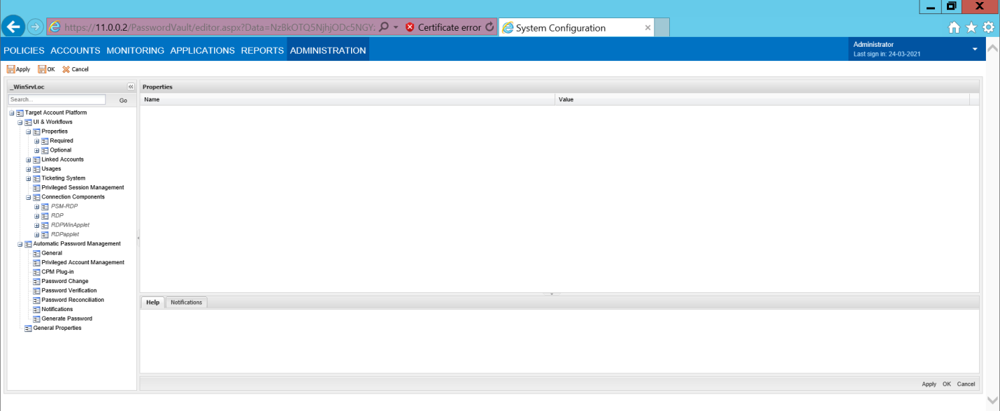 https://11.0.0.2/PasswordVault/editor.aspx?Data=NzBkOTQ5NjhjODc5NGY: Certificate error System Configuration
POLICIES ACCOUNTS MONITORING APPLICATIONS REPORTS ADMINISTRATION
Administrator
Last sign in: 24-03-2021
Apply OK Cancel
_WinSrvLoc
Search... Go
Target Account Platform
UI & Workflows
Properties
Required
Optional
Linked Accounts
Usages
Ticketing System
Privileged Session Management
Connection Components
PSM-RDP
RDP
RDPWinApplet
RDPapplet
Automatic Password Management
General
Privileged Account Management
CPM Plug-in
Password Change
Password Verification
Password Reconciliation
Notifications
Generate Password
General Properties
Properties
Name Value
Help Notifications
Apply OK Cancel